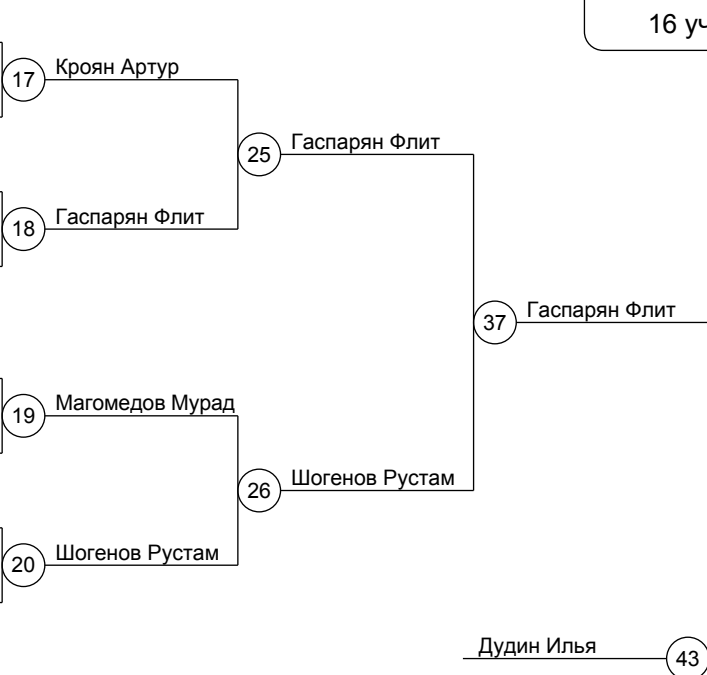 16 уч
17 Кроян Артур
25 Гаспарян Флит
18 Гаспарян Флит
37 Гаспарян Флит
19 Магомедов Мурад
26 Шогенов Рустам
20 Шогенов Рустам
Дудин Илья 43